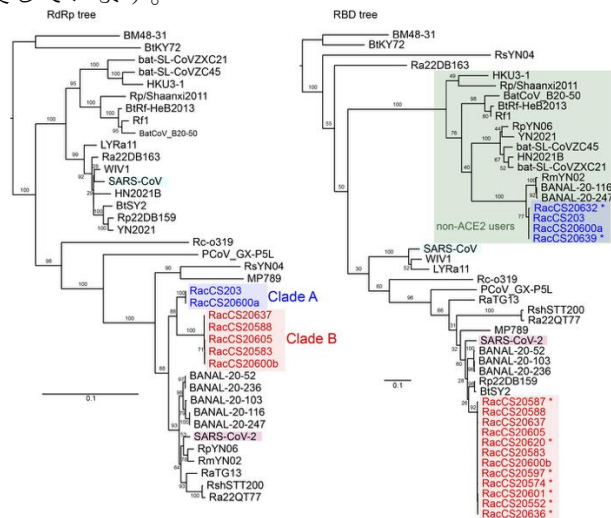 しています。
RdRp tree
BM48-31
BtKY72
bat-SL-CoVZXC21
bat-SL-CoVZC45
HKU3-1
Rp/Shaanxi2011
BtRf-HeB2013
Rf1
BatCoV_B20-50
LYRa11
Ra22DB163
WIV1
SARS-CoV
HN2021B
BtSY2
Rp22DB159
YN2021
Rc-o319
PCoV_GX-P5L
RsYN04
MP789
RacCS203
RacCS20600a
Clade A
RacCS20637
RacCS20588
RacCS20605
RacCS20583
RacCS20600b
Clade B
BANAL-20-52
BANAL-20-236
BANAL-20-103
BANAL-20-116
BANAL-20-247
SARS-CoV-2
RpYN06
RmYN02
RaTG13
RshSTT200
Ra22QT77
0.1
RBD tree
BM48-31
BtKY72
RsYN04
Ra22DB163
HKU3-1
Rp/Shaanxi2011
BatCoV_B20-50
BtRf-HeB2013
Rf1
RpYN06
YN2021
bat-SL-CoVZC45
HN2021B
bat-SL-CoVZXC21
RmYN02
BANAL-20-116
BANAL-20-247
RacCS20632 *
RacCS203
RacCS20600a
RacCS20639 *
non-ACE2 users
SARS-CoV
WIV1
LYRa11
Rc-o319
PCoV_GX-P5L
RaTG13
RshSTT200
Ra22QT77
MP789
SARS-CoV-2
BANAL-20-52
BANAL-20-103
BANAL-20-236
Rp22DB159
BtSY2
RacCS20587 *
RacCS20588
RacCS20637
RacCS20605
RacCS20620 *
RacCS20583
RacCS20600b
RacCS20597 *
RacCS20574 *
RacCS20601 *
RacCS20552 *
RacCS20636 *
0.1